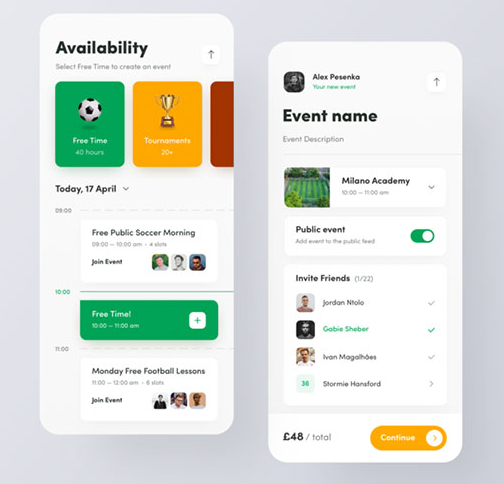 Availability
Select Free Time to create an event
Free Time
40 hours
Tournaments
20+
Today, 17 April
09:00
Free Public Soccer Morning
09:00 — 10:00 am • 4 slots
Join Event
10:00
Free Time!
10:00 — 11:00 am
11:00
Monday Free Football Lessons
11:00 — 12:00 am • 6 slots
Join Event
Alex Pesenka
Your new event
Event name
Event Description
Milano Academy
10:00 — 11:00 am
Public event
Add event to the public feed
Invite Friends (1/22)
Jordan Ntolo
Gabie Sheber
Ivan Magalhães
36 Stormie Hansford
£48 / total
Continue